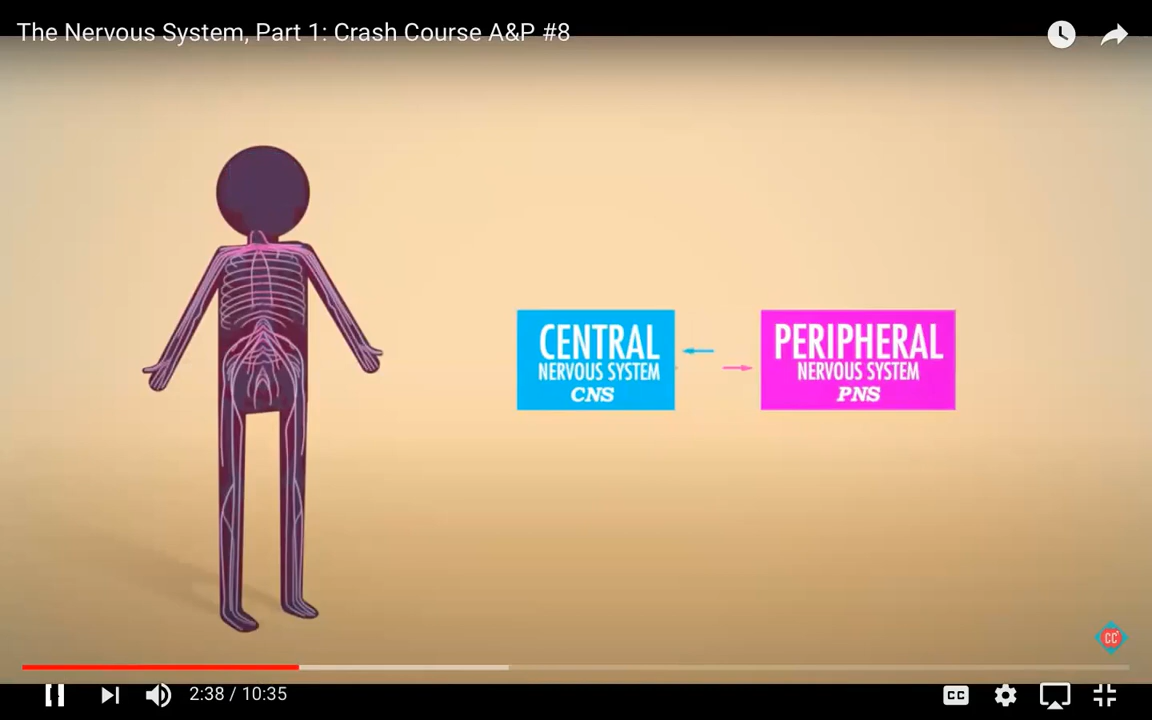 The Nervous System, Part 1: Crash Course A&P #8
CENTRAL
NERVOUS SYSTEM
CNS
PERIPHERAL
NERVOUS SYSTEM
PNS
CC
2:38 / 10:35
CC